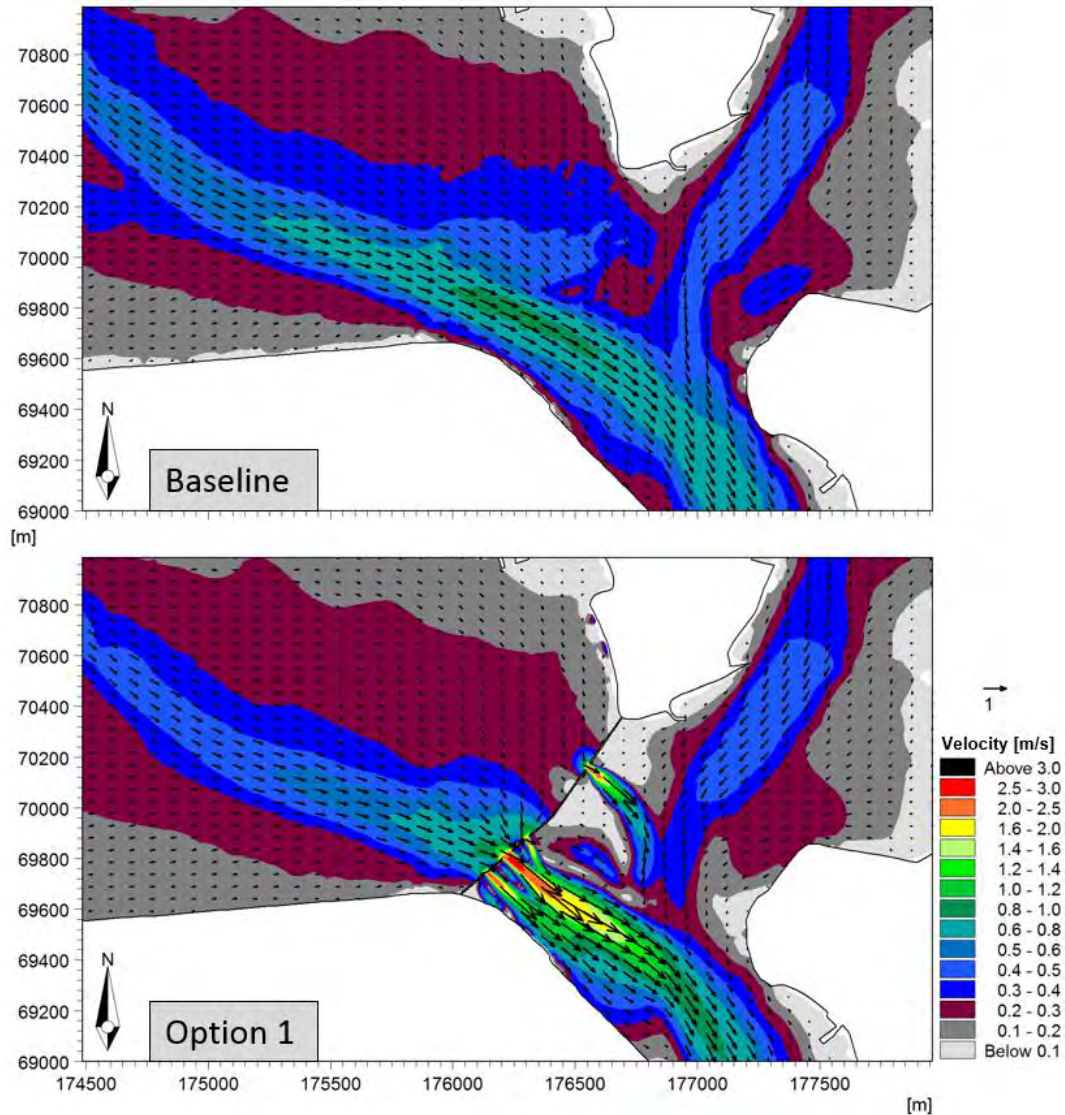 70800
70600
70400
70200
70000
69800
69600
69400
69200
69000
[m]
N
Baseline
70800
70600
70400
70200
70000
69800
69600
69400
69200
69000
N
Option 1
174500 175000 175500 176000 176500 177000 177500
[m]
1
Velocity [m/s]
Above 3.0
2.5 - 3.0
2.0 - 2.5
1.6 - 2.0
1.4 - 1.6
1.2 - 1.4
1.0 - 1.2
0.8 - 1.0
0.6 - 0.8
0.5 - 0.6
0.4 - 0.5
0.3 - 0.4
0.2 - 0.3
0.1 - 0.2
Below 0.1